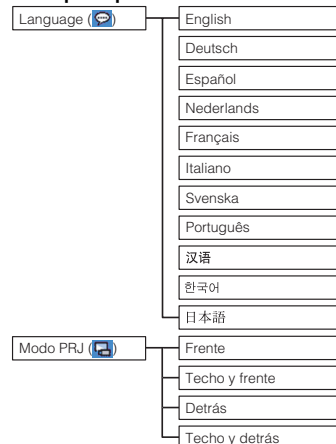 Language ()
English
Deutsch
Español
Nederlands
Français
Italiano
Svenska
Português
汉语
한국어
日本語
Modo PRJ ()
Frente
Techo y frente
Detrás
Techo y detrás